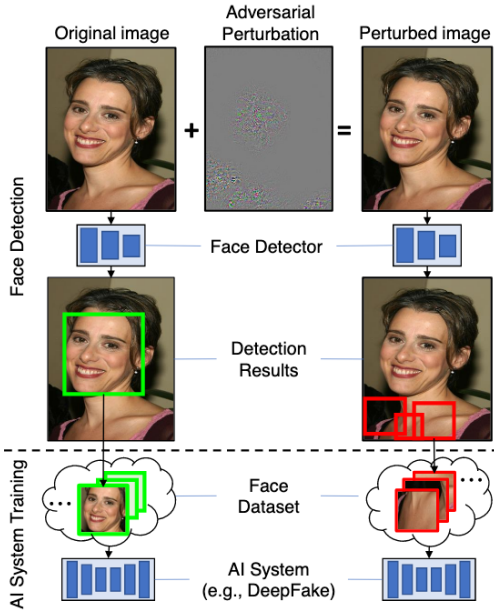 Original image
Adversarial
Perturbation
Perturbed image
+
=
Face Detection
Face Detector
Detection
Results
AI System Training
...
Face
Dataset
...
AI System
(e.g., DeepFake)